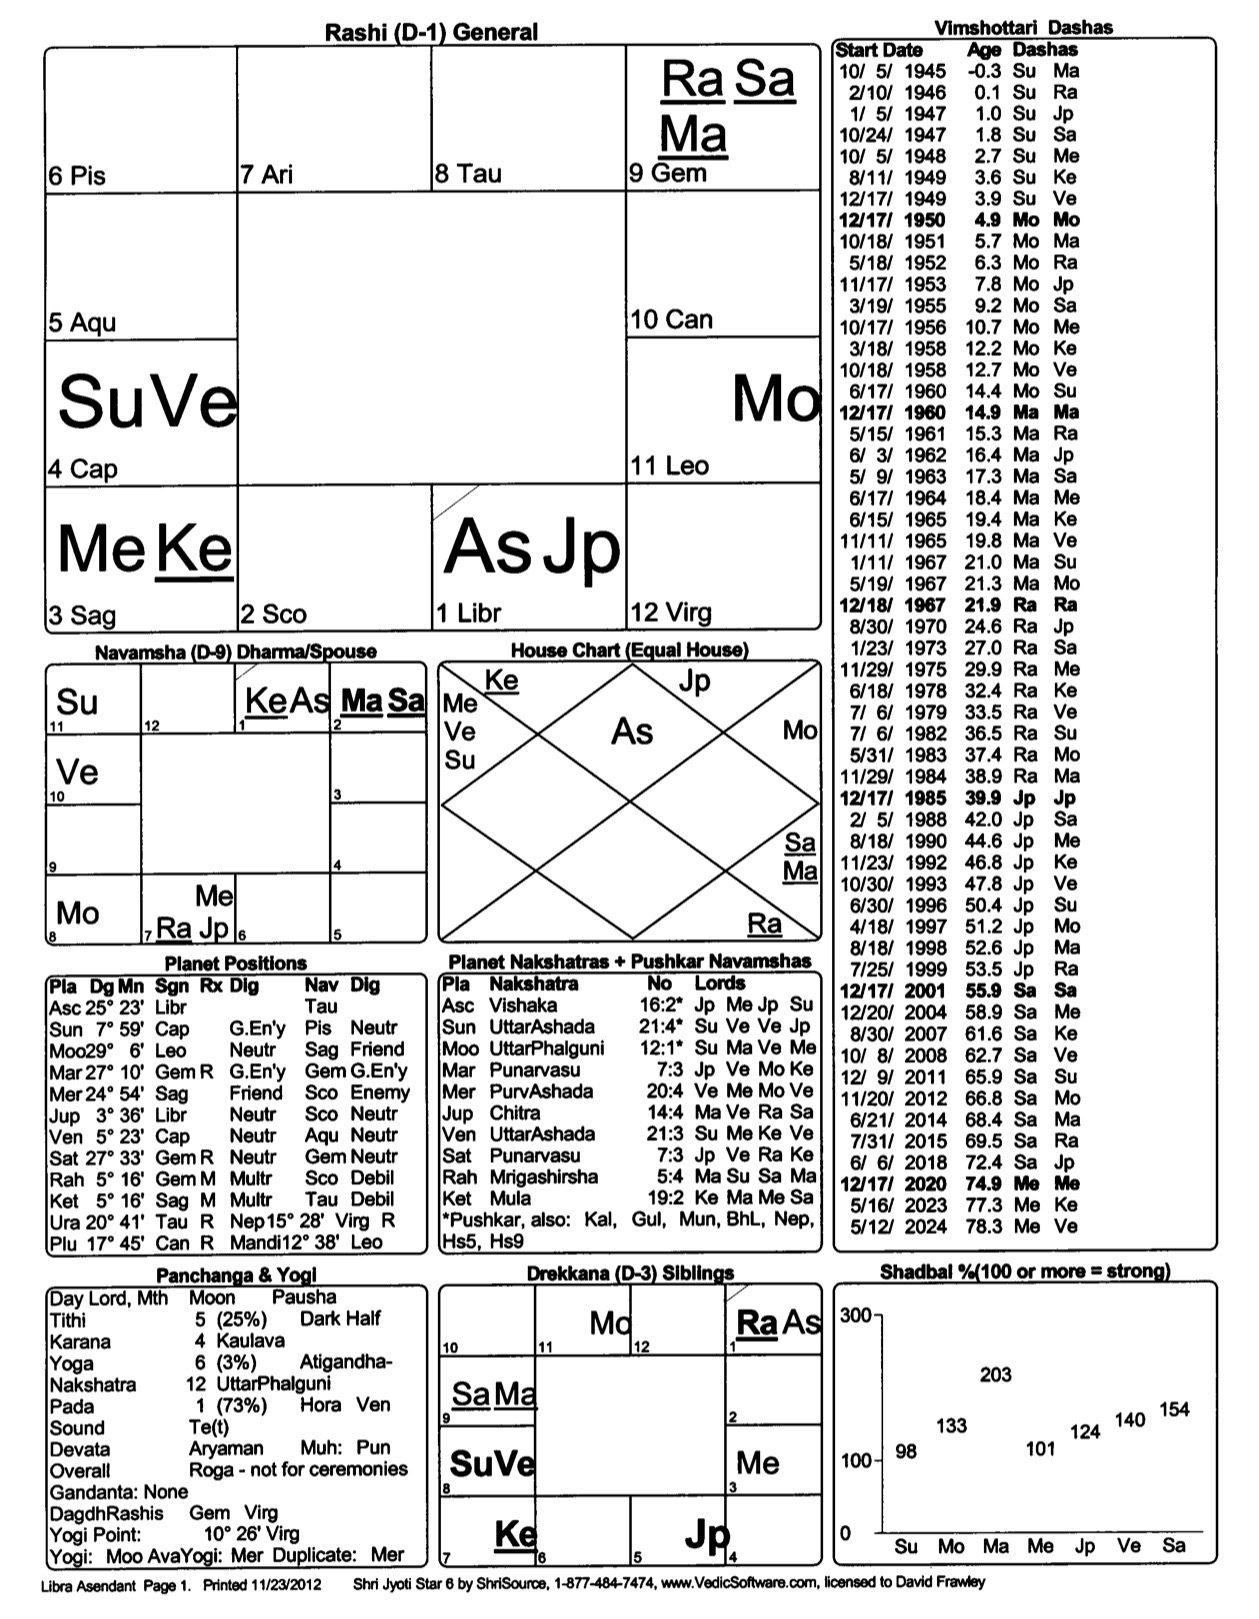 Rashi (D-1) General
Ra Sa
Ma
6 Pis
7 Ari
8 Tau
9 Gem
5 Aqu
10 Can
Su Ve
Mo
4 Cap
11 Leo
Me Ke
As Jp
3 Sag
2 Sco
1 Libr
12 Virg
Vimshottari Dashas
Start Date Age Dashas
10/ 5/ 1945 -0.3 Su Ma
2/10/ 1946 0.1 Su Ra
1/ 5/ 1947 1.0 Su Jp
10/24/ 1947 1.8 Su Sa
10/ 5/ 1948 2.7 Su Me
8/11/ 1949 3.6 Su Ke
12/17/ 1949 3.9 Su Ve
12/17/ 1950 4.9 Mo Mo
10/18/ 1951 5.7 Mo Ma
5/18/ 1952 6.3 Mo Ra
11/17/ 1953 7.8 Mo Jp
3/19/ 1955 9.2 Mo Sa
10/17/ 1956 10.7 Mo Me
3/18/ 1958 12.2 Mo Ke
10/18/ 1958 12.7 Mo Ve
6/17/ 1960 14.4 Mo Su
12/17/ 1960 14.9 Ma Ma
5/15/ 1961 15.3 Ma Ra
6/ 3/ 1962 16.4 Ma Jp
5/ 9/ 1963 17.3 Ma Sa
6/17/ 1964 18.4 Ma Me
6/15/ 1965 19.4 Ma Ke
11/11/ 1965 19.8 Ma Ve
1/11/ 1967 21.0 Ma Su
5/19/ 1967 21.3 Ma Mo
12/18/ 1967 21.9 Ra Ra
8/30/ 1970 24.6 Ra Jp
1/23/ 1973 27.0 Ra Sa
11/29/ 1975 29.9 Ra Me
6/18/ 1978 32.4 Ra Ke
7/ 6/ 1979 33.5 Ra Ve
7/ 6/ 1982 36.5 Ra Su
5/31/ 1983 37.4 Ra Mo
11/29/ 1984 38.9 Ra Ma
12/17/ 1985 39.9 Jp Jp
2/ 5/ 1988 42.0 Jp Sa
8/18/ 1990 44.6 Jp Me
11/23/ 1992 46.8 Jp Ke
10/30/ 1993 47.8 Jp Ve
6/30/ 1996 50.4 Jp Su
4/18/ 1997 51.2 Jp Mo
8/18/ 1998 52.6 Jp Ma
7/25/ 1999 53.5 Jp Ra
12/17/ 2001 55.9 Sa Sa
12/20/ 2004 58.9 Sa Me
8/30/ 2007 61.6 Sa Ke
10/ 8/ 2008 62.7 Sa Ve
12/ 9/ 2011 65.9 Sa Su
11/20/ 2012 66.8 Sa Mo
6/21/ 2014 68.4 Sa Ma
7/31/ 2015 69.5 Sa Ra
6/ 6/ 2018 72.4 Sa Jp
12/17/ 2020 74.9 Me Me
5/16/ 2023 77.3 Me Ke
5/12/ 2024 78.3 Me Ve
Navamsha (D-9) Dharma/Spouse
Su
Ke As
Ma Sa
11
12
1
2
Ve
10
3
9
4
Mo
Me
Ra Jp
8
7
6
5
House Chart (Equal House)
Ke
Jp
Me
Ve
Su
As
Mo
Sa
Ma
Ra
Planet Positions
Pla Dg Mn Sgn Rx Dig Nav Dig
Asc 25° 23' Libr Tau
Sun 7° 59' Cap G.En'y Pis Neutr
Moo 29° 6' Leo Neutr Sag Friend
Mar 27° 10' Gem R G.En'y Gem G.En'y
Mer 24° 54' Sag Friend Sco Enemy
Jup 3° 36' Libr Neutr Sco Neutr
Ven 5° 23' Cap Neutr Aqu Neutr
Sat 27° 33' Gem R Neutr Gem Neutr
Rah 5° 16' Gem M Multr Sco Debil
Ket 5° 16' Sag M Multr Tau Debil
Ura 20° 41' Tau R Nep 15° 28' Virg R
Plu 17° 45' Can R Mandi 12° 38' Leo
Planet Nakshatras + Pushkar Navamshas
Pla Nakshatra No Lords
Asc Vishaka 16:2* Jp Me Jp Su
Sun UttarAshada 21:4* Su Ve Ve Jp
Moo UttarPhalguni 12:1* Su Ma Ve Me
Mar Punarvasu 7:3 Jp Ve Mo Ke
Mer PurvAshada 20:4 Ve Me Mo Ve
Jup Chitra 14:4 Ma Ve Ra Sa
Ven UttarAshada 21:3 Su Me Ke Ve
Sat Punarvasu 7:3 Jp Ve Ra Ke
Rah Mrigashirsha 5:4 Ma Su Sa Ma
Ket Mula 19:2 Ke Ma Me Sa
*Pushkar, also: Kal, Gul, Mun, BhL, Nep,
Hs5, Hs9
Panchanga & Yogi
Day Lord, Mth Moon Pausha
Tithi 5 (25%) Dark Half
Karana 4 Kaulava
Yoga 6 (3%) Atigandha-
Nakshatra 12 UttarPhalguni
Pada 1 (73%) Hora Ven
Sound Te(t)
Devata Aryaman Muh: Pun
Overall Roga - not for ceremonies
Gandanta: None
DagdhRashis Gem Virg
Yogi Point: 10° 26' Virg
Yogi: Moo AvaYogi: Mer Duplicate: Mer
Drekkana (D-3) Siblings
Mo
Ra As
10
11
12
1
Sa Ma
9
2
Su Ve
Me
8
3
Ke
Jp
7
6
5
4
Shadbal %(100 or more = strong)
300
203
154
133
140
124
100
98
101
0
Su Mo Ma Me Jp Ve Sa
Libra Asendant Page 1. Printed 11/23/2012 Shri Jyoti Star 6 by ShriSource, 1-877-484-7474, www.VedicSoftware.com, licensed to David Frawley